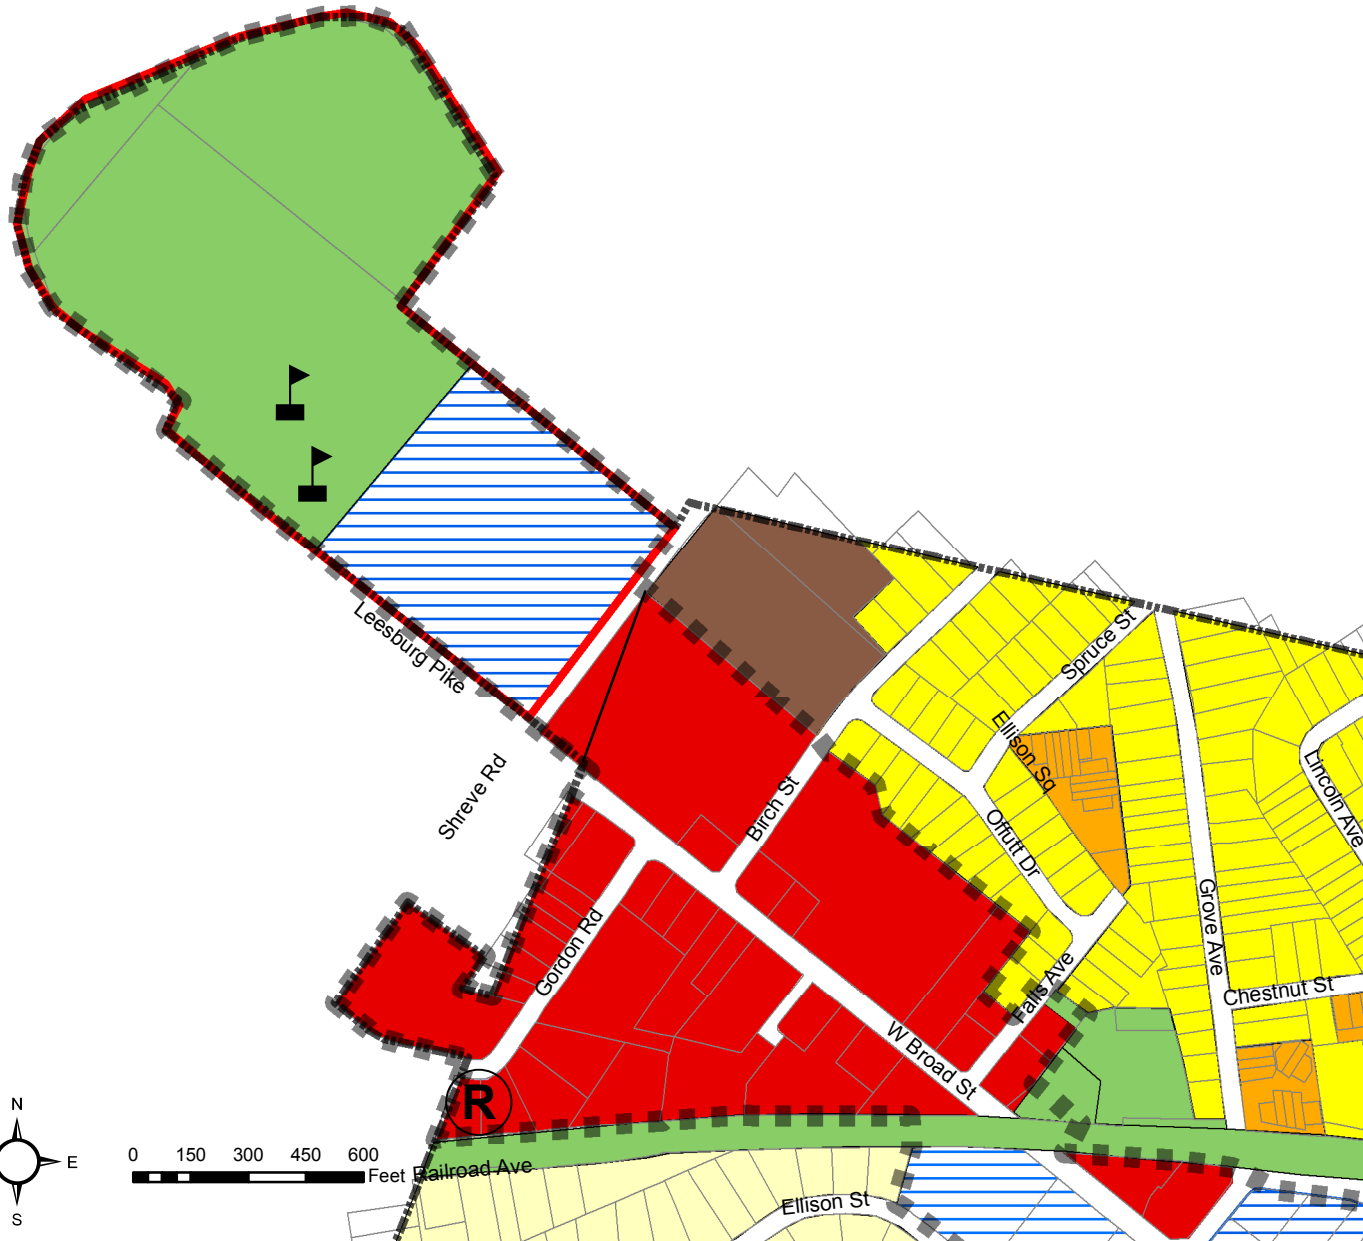 Leesburg Pike
Spruce St
Ellison Sq
Lincoln Ave
Shreve Rd
Birch St
Offutt Dr
Grove Ave
Gordon Rd
Falls Ave
Chestnut St
W Broad St
R
N
E
S
0 150 300 450 600
Feet
Railroad Ave
Ellison St